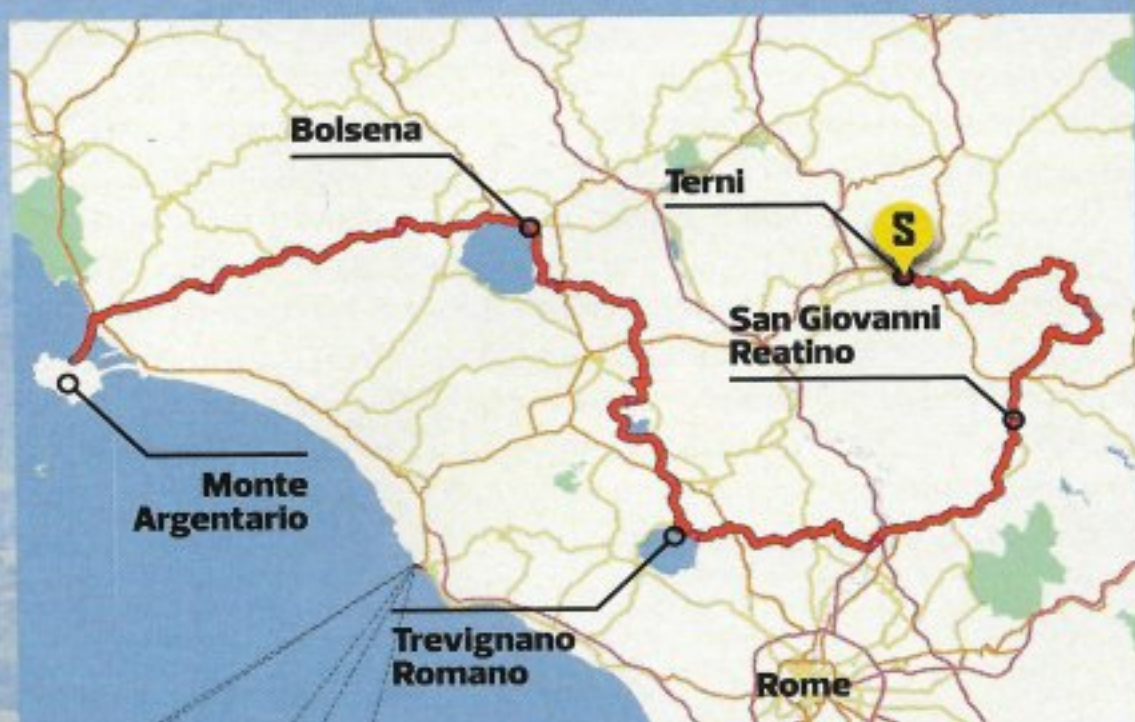 Bolsena
Terni
S
San Giovanni
Reatino
Monte
Argentario
Trevignano
Romano
Rome